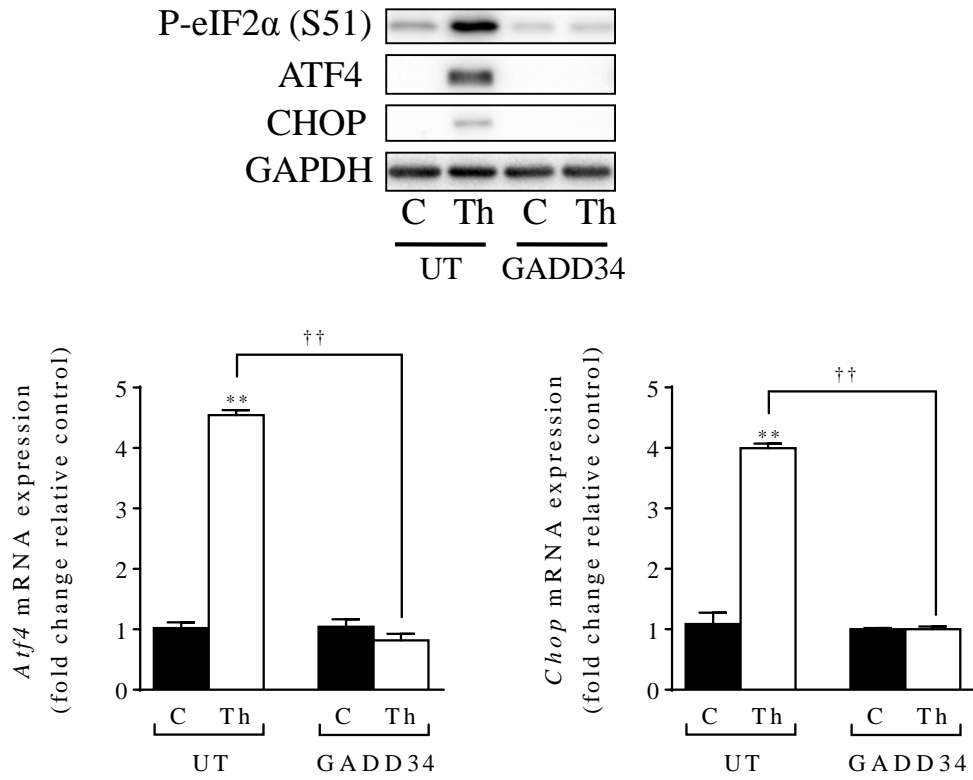 P-eIF2α (S51)
ATF4
CHOP
GAPDH
C Th C Th
UT GADD34
Atf4 mRNA expression
(fold change relative control)
5
4
3
2
1
0
**
††
C Th C Th
UT GADD34
Chop mRNA expression
(fold change relative control)
5
4
3
2
1
0
**
††
C Th C Th
UT GADD34